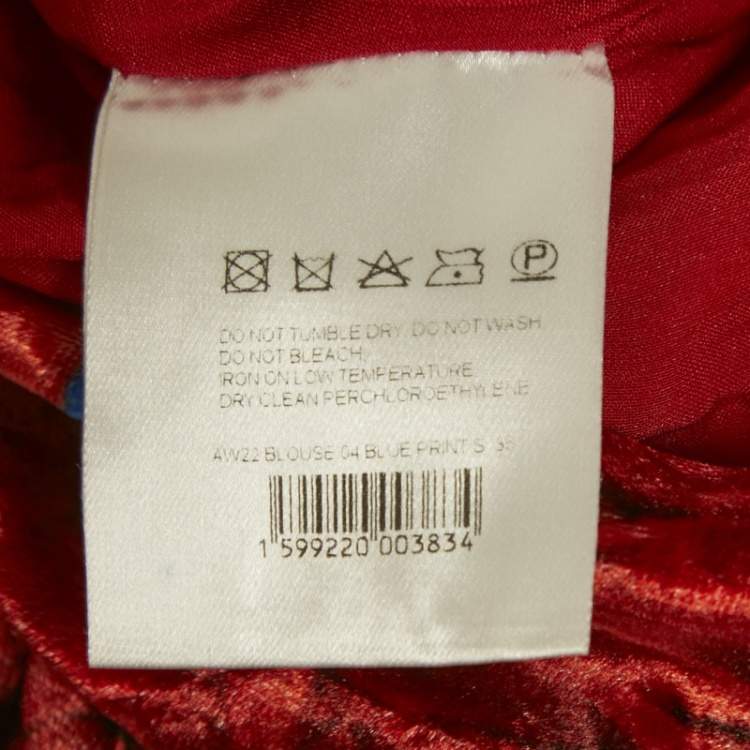 P
DO NOT TUMBLE DRY. DO NOT WASH.
DO NOT BLEACH.
IRON ON LOW TEMPERATURE.
DRY CLEAN PERCHLOROETHYLENE
AW22 BLOUSE 04 BLUE PRINT S
1 599220 003834